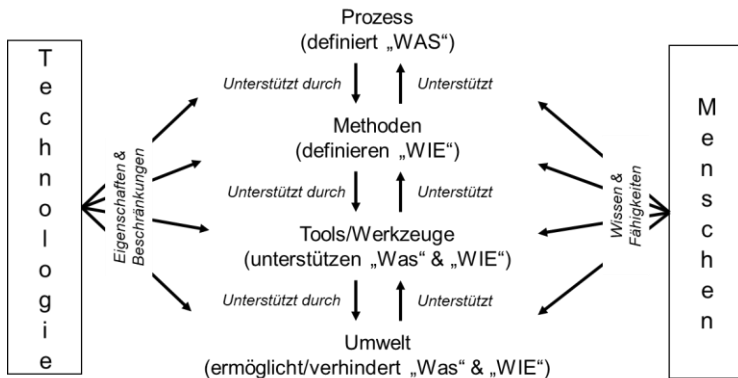 Technologie
Eigenschaften &
Beschränkungen
Prozess
(definiert „WAS“)
Unterstützt durch
Unterstützt
Methoden
(definieren „WIE“)
Unterstützt durch
Unterstützt
Tools/Werkzeuge
(unterstützen „Was“ & „WIE“)
Unterstützt durch
Unterstützt
Umwelt
(ermöglicht/verhindert „Was“ & „WIE“)
Wissen &
Fähigkeiten
Menschen